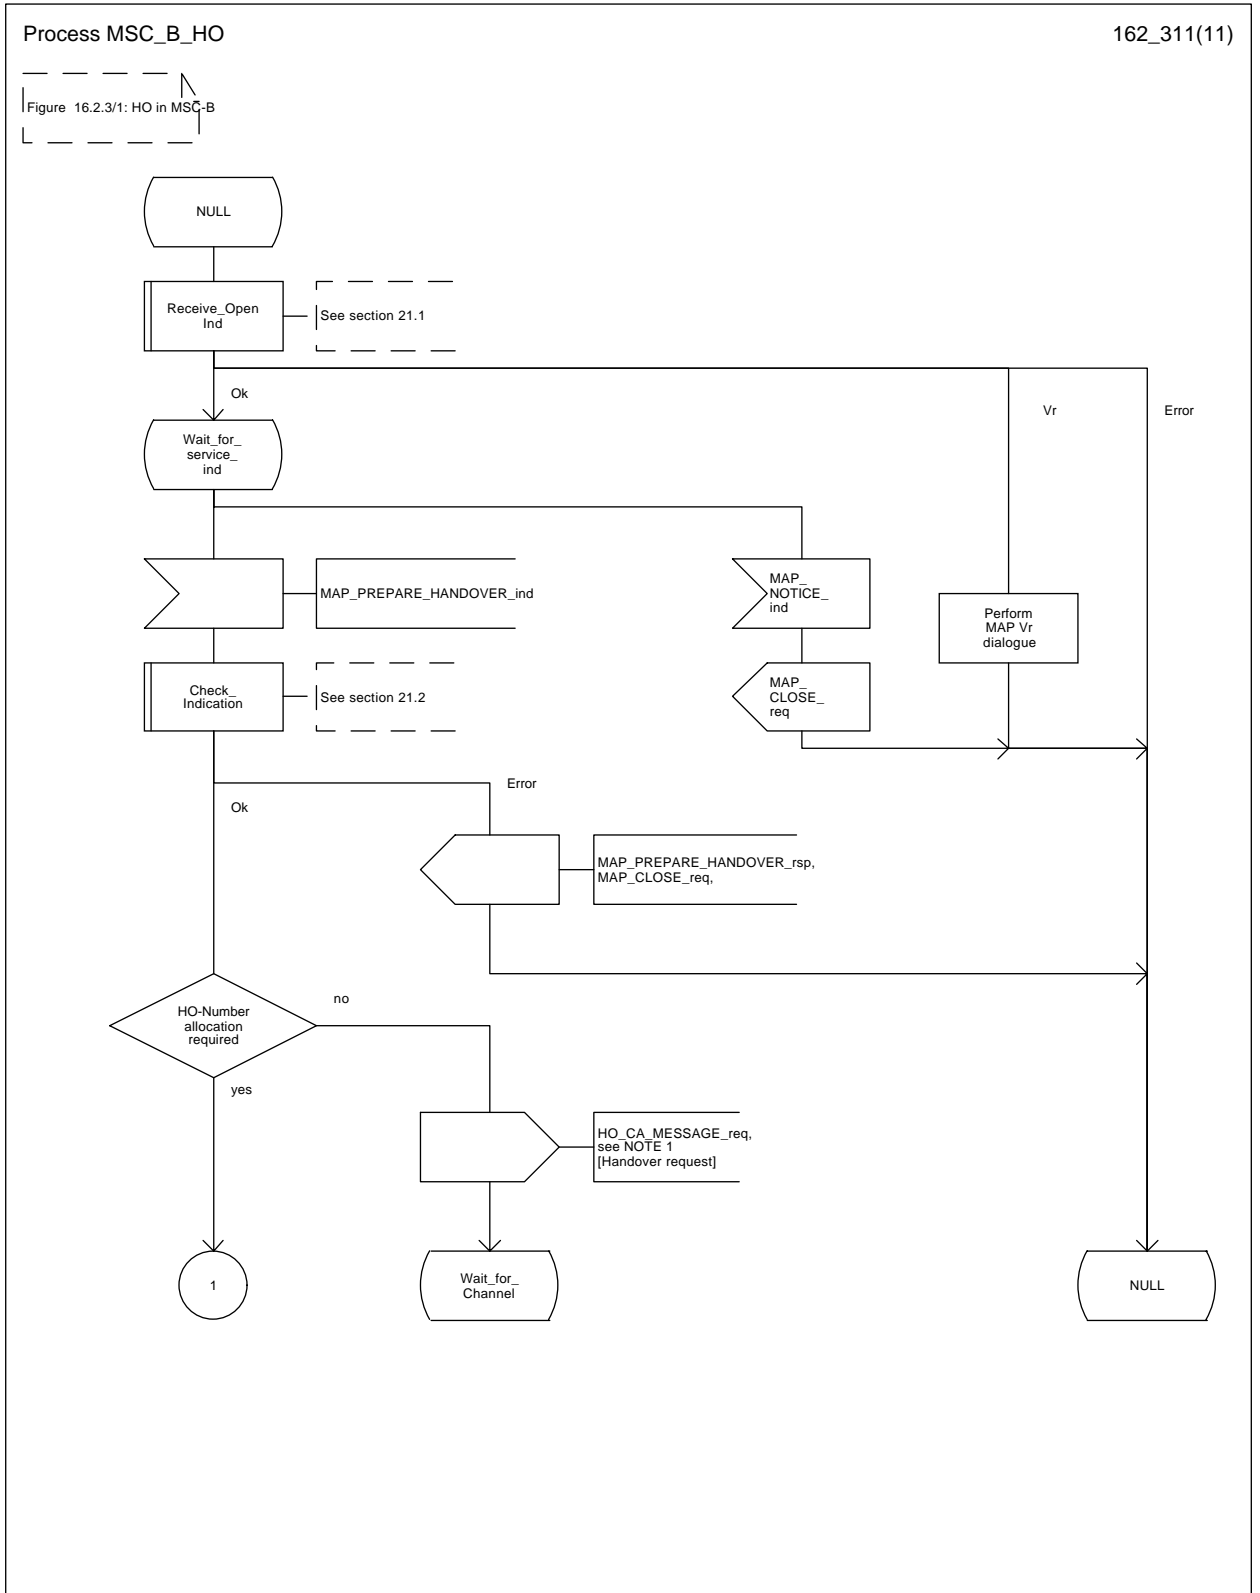 Process MSC_B_HO
162_311(11)
Figure 16.2.3/1: HO in MSC-B
NULL
Receive_Open
Ind
See section 21.1
Ok
Vr
Error
Wait_for_
service_
ind
MAP_PREPARE_HANDOVER_ind
MAP_
NOTICE_
ind
Perform
MAP Vr
dialogue
Check_
Indication
See section 21.2
MAP_
CLOSE_
req
Error
Ok
MAP_PREPARE_HANDOVER_rsp,
MAP_CLOSE_req,
HO-Number
allocation
required
no
yes
HO_CA_MESSAGE_req,
see NOTE 1
[Handover request]
1
Wait_for_
Channel
NULL